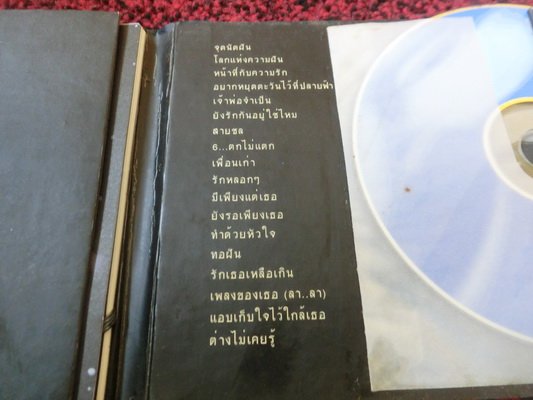 จุดนัดฝัน
โลกแห่งความฝัน
หน้าที่กับความรัก
อยากหยุดตะวันไว้ที่ปลายฟ้า
เจ้าพ่อจำเป็น
ยังรักกันอยู่ใช่ไหม
สายชล
6...ตกไม่แตก
เพื่อนเก่า
รักหลอกๆ
มีเพียงแต่เธอ
ยังรอเพียงเธอ
ทำด้วยหัวใจ
ทอฝัน
รักเธอเหลือเกิน
เพลงของเธอ (ลา..ลา)
แอบเก็บใจไว้ใกล้เธอ
ต่างไม่เคยรู้